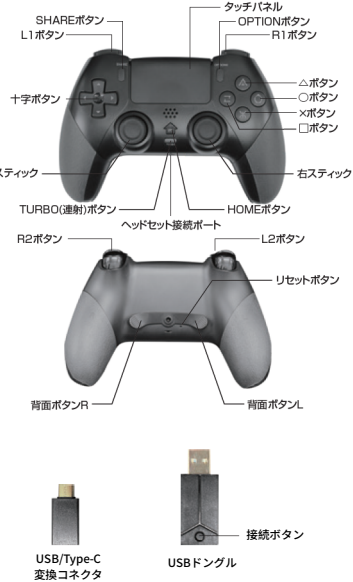 タッチパネル
SHAREボタン
OPTIONボタン
L1ボタン
R1ボタン
△ボタン
十字ボタン
○ボタン
×ボタン
□ボタン
スティック
右スティック
TURBO(連射)ボタン
HOMEボタン
ヘッドセット接続ポート
R2ボタン
L2ボタン
リセットボタン
背面ボタンR
背面ボタンL
接続ボタン
USB/Type-C
変換コネクタ
USBドングル